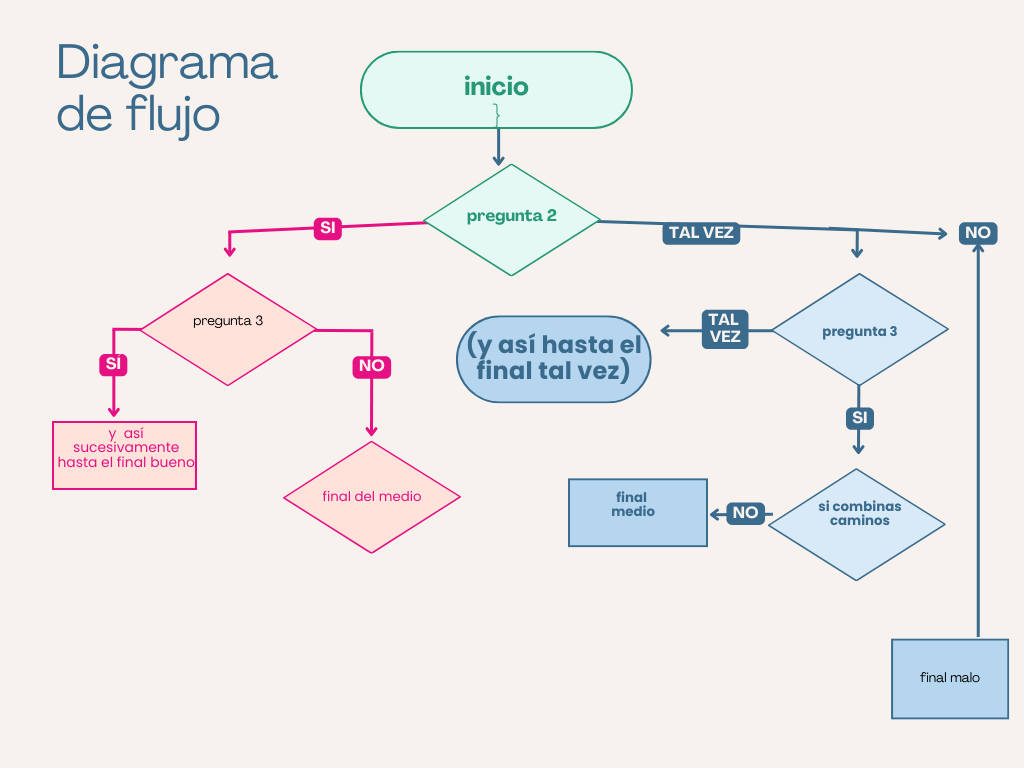 Diagrama
de flujo
inicio
}
pregunta 2
SI
TAL VEZ
NO
pregunta 3
pregunta 3
SÍ
NO
TAL
VEZ
(y así hasta el
final tal vez)
SI
y así
sucesivamente
hasta el final bueno
final del medio
final
medio
NO
si combinas
caminos
final malo